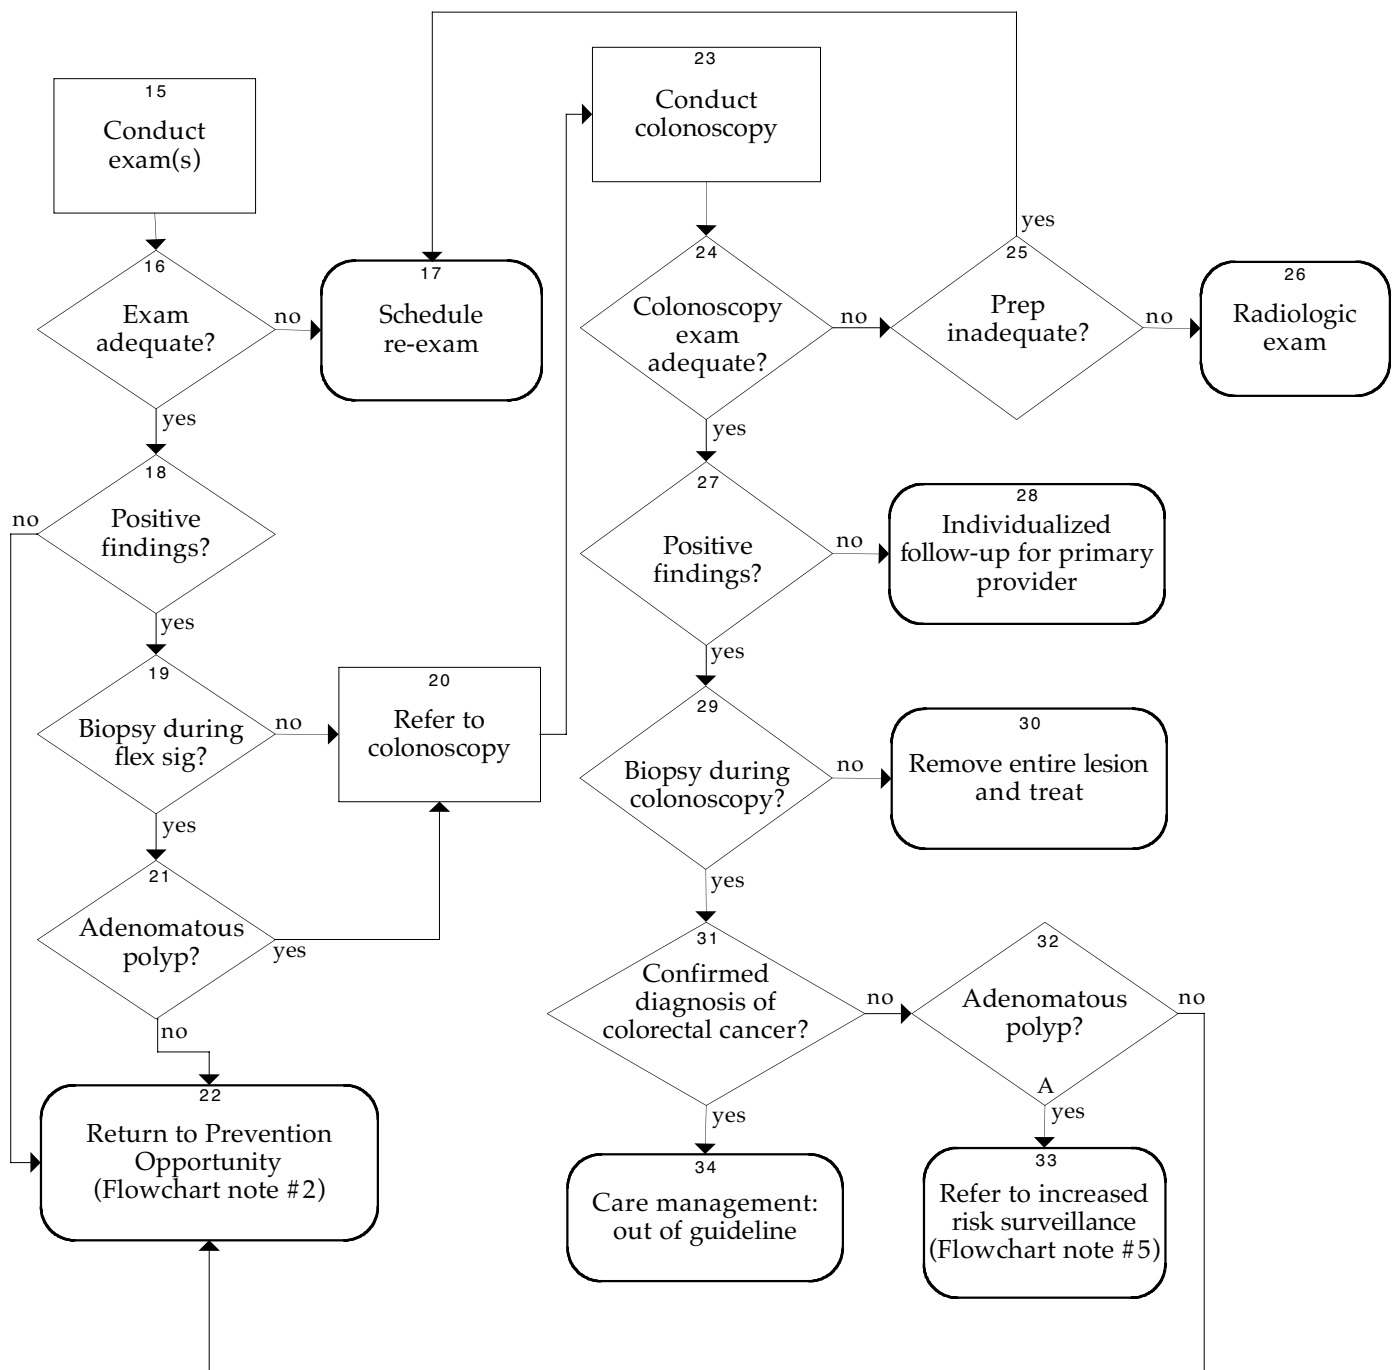 15
Conduct
exam(s)
16
Exam
adequate?
no
yes
17
Schedule
re-exam
18
Positive
findings?
no
yes
19
Biopsy during
flex sig?
no
yes
20
Refer to
colonoscopy
21
Adenomatous
polyp?
yes
no
22
Return to Prevention
Opportunity
(Flowchart note #2)
23
Conduct
colonoscopy
24
Colonoscopy
exam
adequate?
no
yes
25
Prep
inadequate?
yes
no
26
Radiologic
exam
27
Positive
findings?
no
yes
28
Individualized
follow-up for primary
provider
29
Biopsy during
colonoscopy?
no
yes
30
Remove entire lesion
and treat
31
Confirmed
diagnosis of
colorectal cancer?
no
yes
32
Adenomatous
polyp?
A
no
yes
33
Refer to increased
risk surveillance
(Flowchart note #5)
34
Care management:
out of guideline